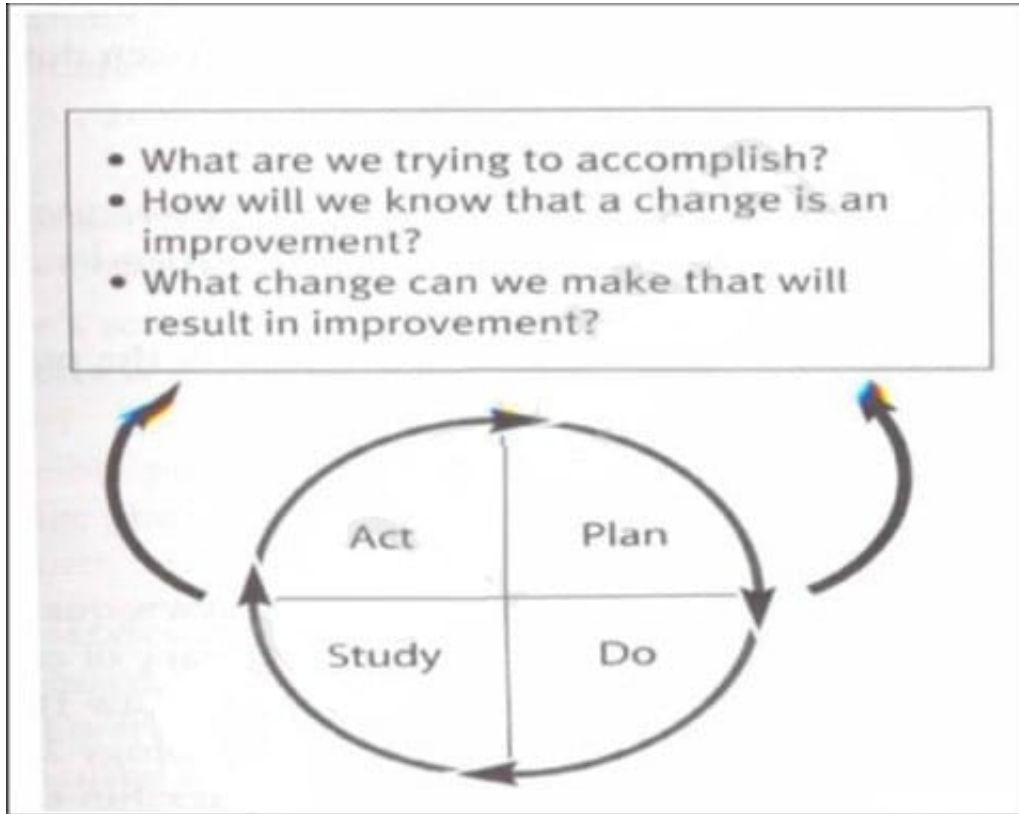 • What are we trying to accomplish?
• How will we know that a change is an
improvement?
• What change can we make that will
result in improvement?
Act
Plan
Study
Do